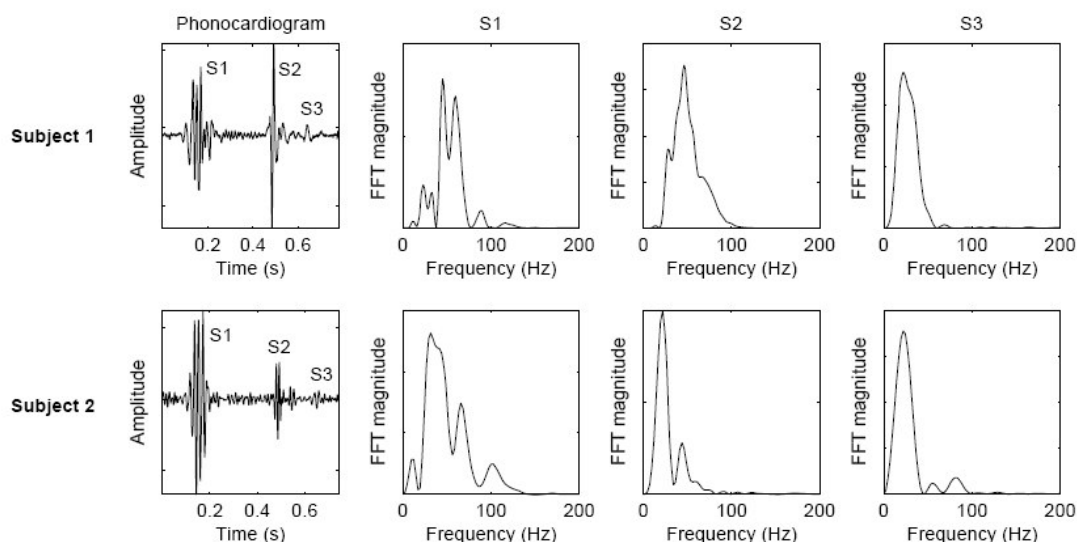 Phonocardiogram
S1
S2
S3
Subject 1
Amplitude
S1
S2
S3
0.2 0.4 0.6
Time (s)
FFT magnitude
0 100 200
Frequency (Hz)
FFT magnitude
0 100 200
Frequency (Hz)
FFT magnitude
0 100 200
Frequency (Hz)
Subject 2
Amplitude
S1
S2
S3
0.2 0.4 0.6
Time (s)
FFT magnitude
0 100 200
Frequency (Hz)
FFT magnitude
0 100 200
Frequency (Hz)
FFT magnitude
0 100 200
Frequency (Hz)